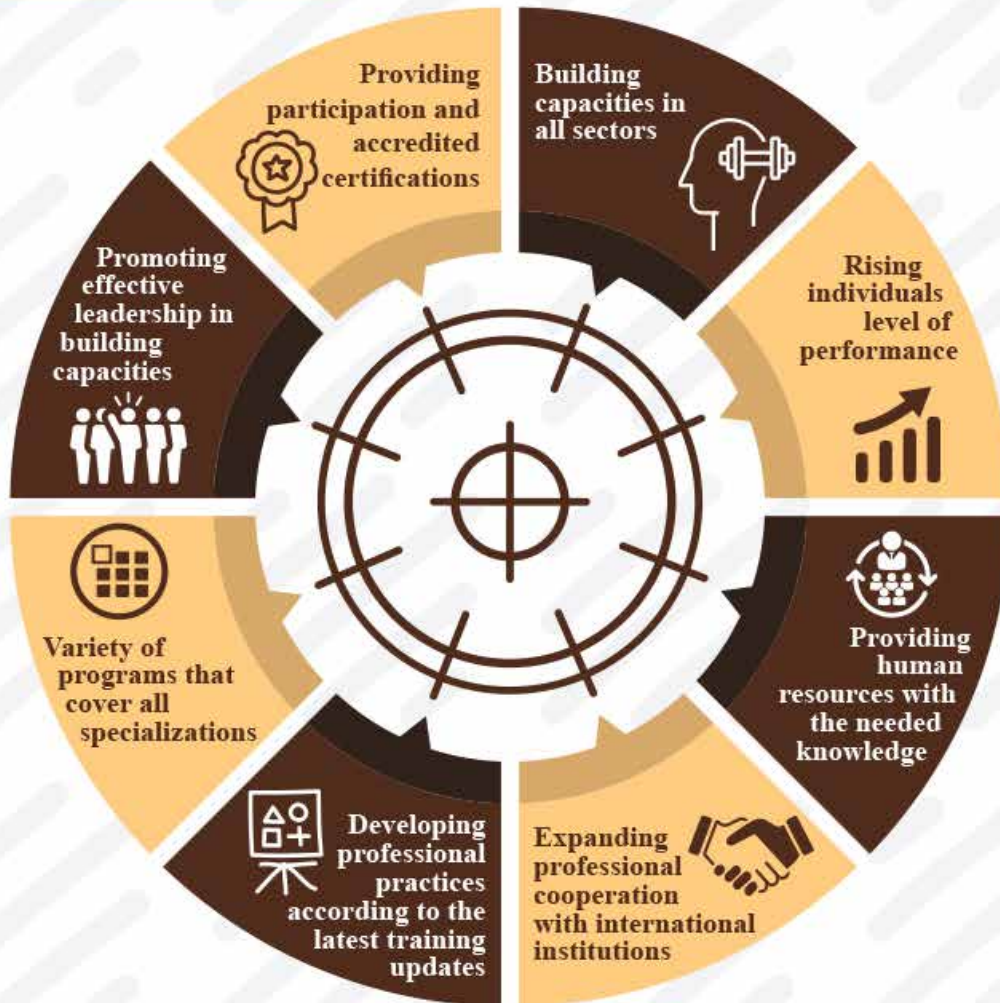 Building
capacities in
all sectors
Rising
individuals
level of
performance
Providing
human
resources with
the needed
knowledge
Expanding
professional
cooperation
with international
institutions
Developing
professional
practices
according to the
latest training
updates
Variety of
programs that
cover all
specializations
Promoting
effective
leadership in
building
capacities
Providing
participation and
accredited
certifications